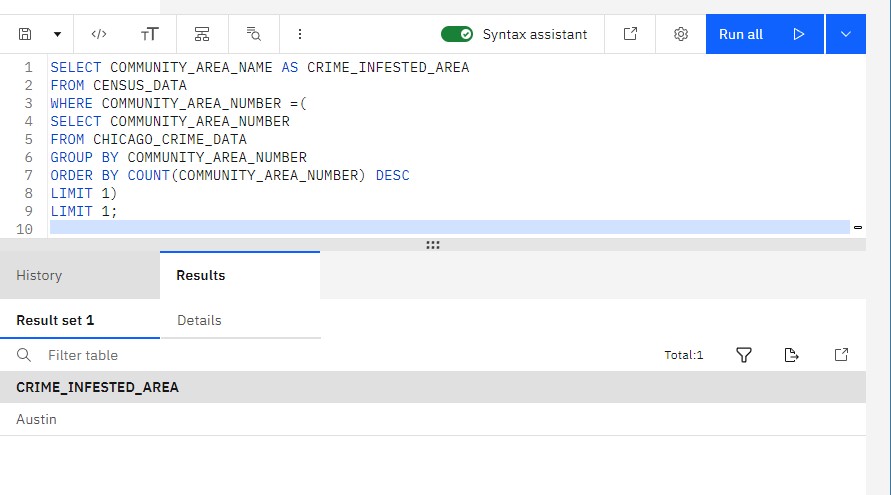 </>
TT
Syntax assistant
Run all
1 SELECT COMMUNITY_AREA_NAME AS CRIME_INFESTED_AREA
2 FROM CENSUS_DATA
3 WHERE COMMUNITY_AREA_NUMBER =(
4 SELECT COMMUNITY_AREA_NUMBER
5 FROM CHICAGO_CRIME_DATA
6 GROUP BY COMMUNITY_AREA_NUMBER
7 ORDER BY COUNT(COMMUNITY_AREA_NUMBER) DESC
8 LIMIT 1)
9 LIMIT 1;
10
History
Results
Result set 1
Details
Filter table
Total:1
CRIME_INFESTED_AREA
Austin